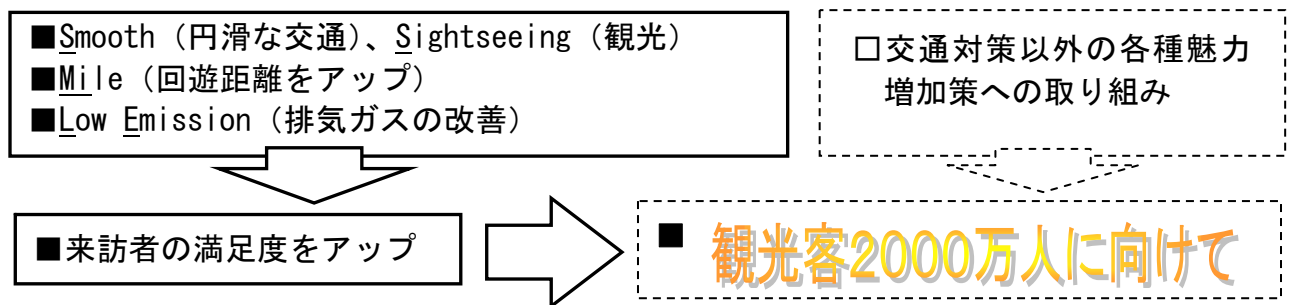 ■Smooth（円滑な交通）、Sightseeing（観光）
■Mile（回遊距離をアップ）
■Low Emission（排気ガスの改善）
□交通対策以外の各種魅力
増加策への取り組み
■来訪者の満足度をアップ
■ 観光客2000万人に向けて